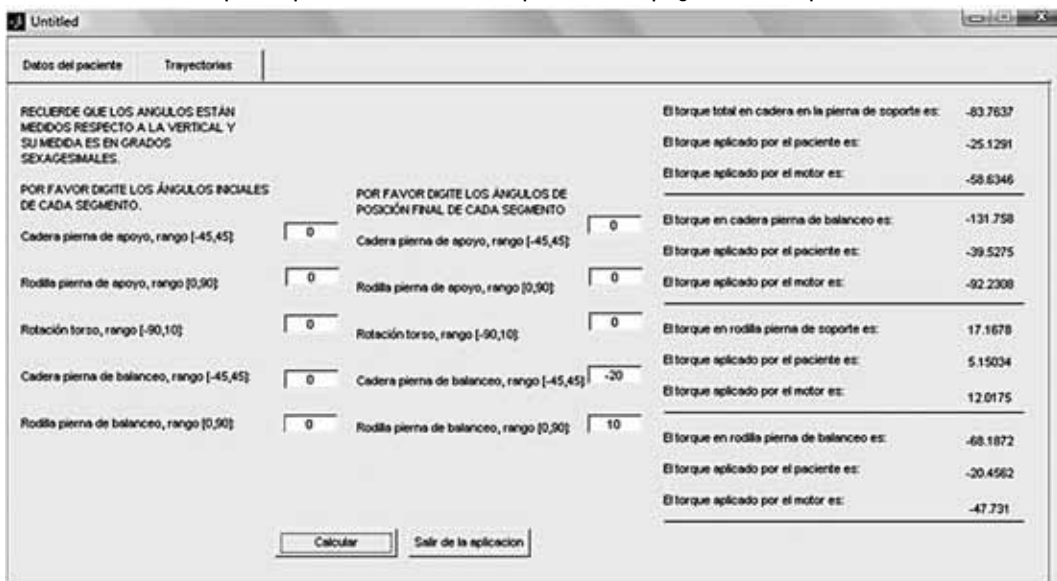 Untitled
Datos del paciente Trayectorias
RECUERDE QUE LOS ANGULOS ESTÁN
MEDIDOS RESPECTO A LA VERTICAL Y
SU MEDIDA ES EN GRADOS
SEXAGESIMALES.
POR FAVOR DIGITE LOS ÁNGULOS INICIALES
DE CADA SEGMENTO.
Cadera pierna de apoyo, rango [-45,45]: 0
Rodilla pierna de apoyo, rango [0,90]: 0
Rotación torso, rango [-90,10]: 0
Cadera pierna de balanceo, rango [-45,45]: 0
Rodilla pierna de balanceo, rango [0,90]: 0
POR FAVOR DIGITE LOS ÁNGULOS DE
POSICIÓN FINAL DE CADA SEGMENTO
Cadera pierna de apoyo, rango [-45,45]: 0
Rodilla pierna de apoyo, rango [0,90]: 0
Rotación torso, rango [-90,10]: 0
Cadera pierna de balanceo, rango [-45,45]: -20
Rodilla pierna de balanceo, rango [0,90]: 10
El torque total en cadera en la pierna de soporte es: -83.7637
El torque aplicado por el paciente es: -25.1291
El torque aplicado por el motor es: -58.6346
El torque en cadera pierna de balanceo es: -131.758
El torque aplicado por el paciente es: -39.5275
El torque aplicado por el motor es: -92.2308
El torque en rodilla pierna de soporte es: 17.1678
El torque aplicado por el paciente es: 5.15034
El torque aplicado por el motor es: 12.0175
El torque en rodilla pierna de balanceo es: -68.1872
El torque aplicado por el paciente es: -20.4562
El torque aplicado por el motor es: -47.731
Calcular Salir de la aplicacion